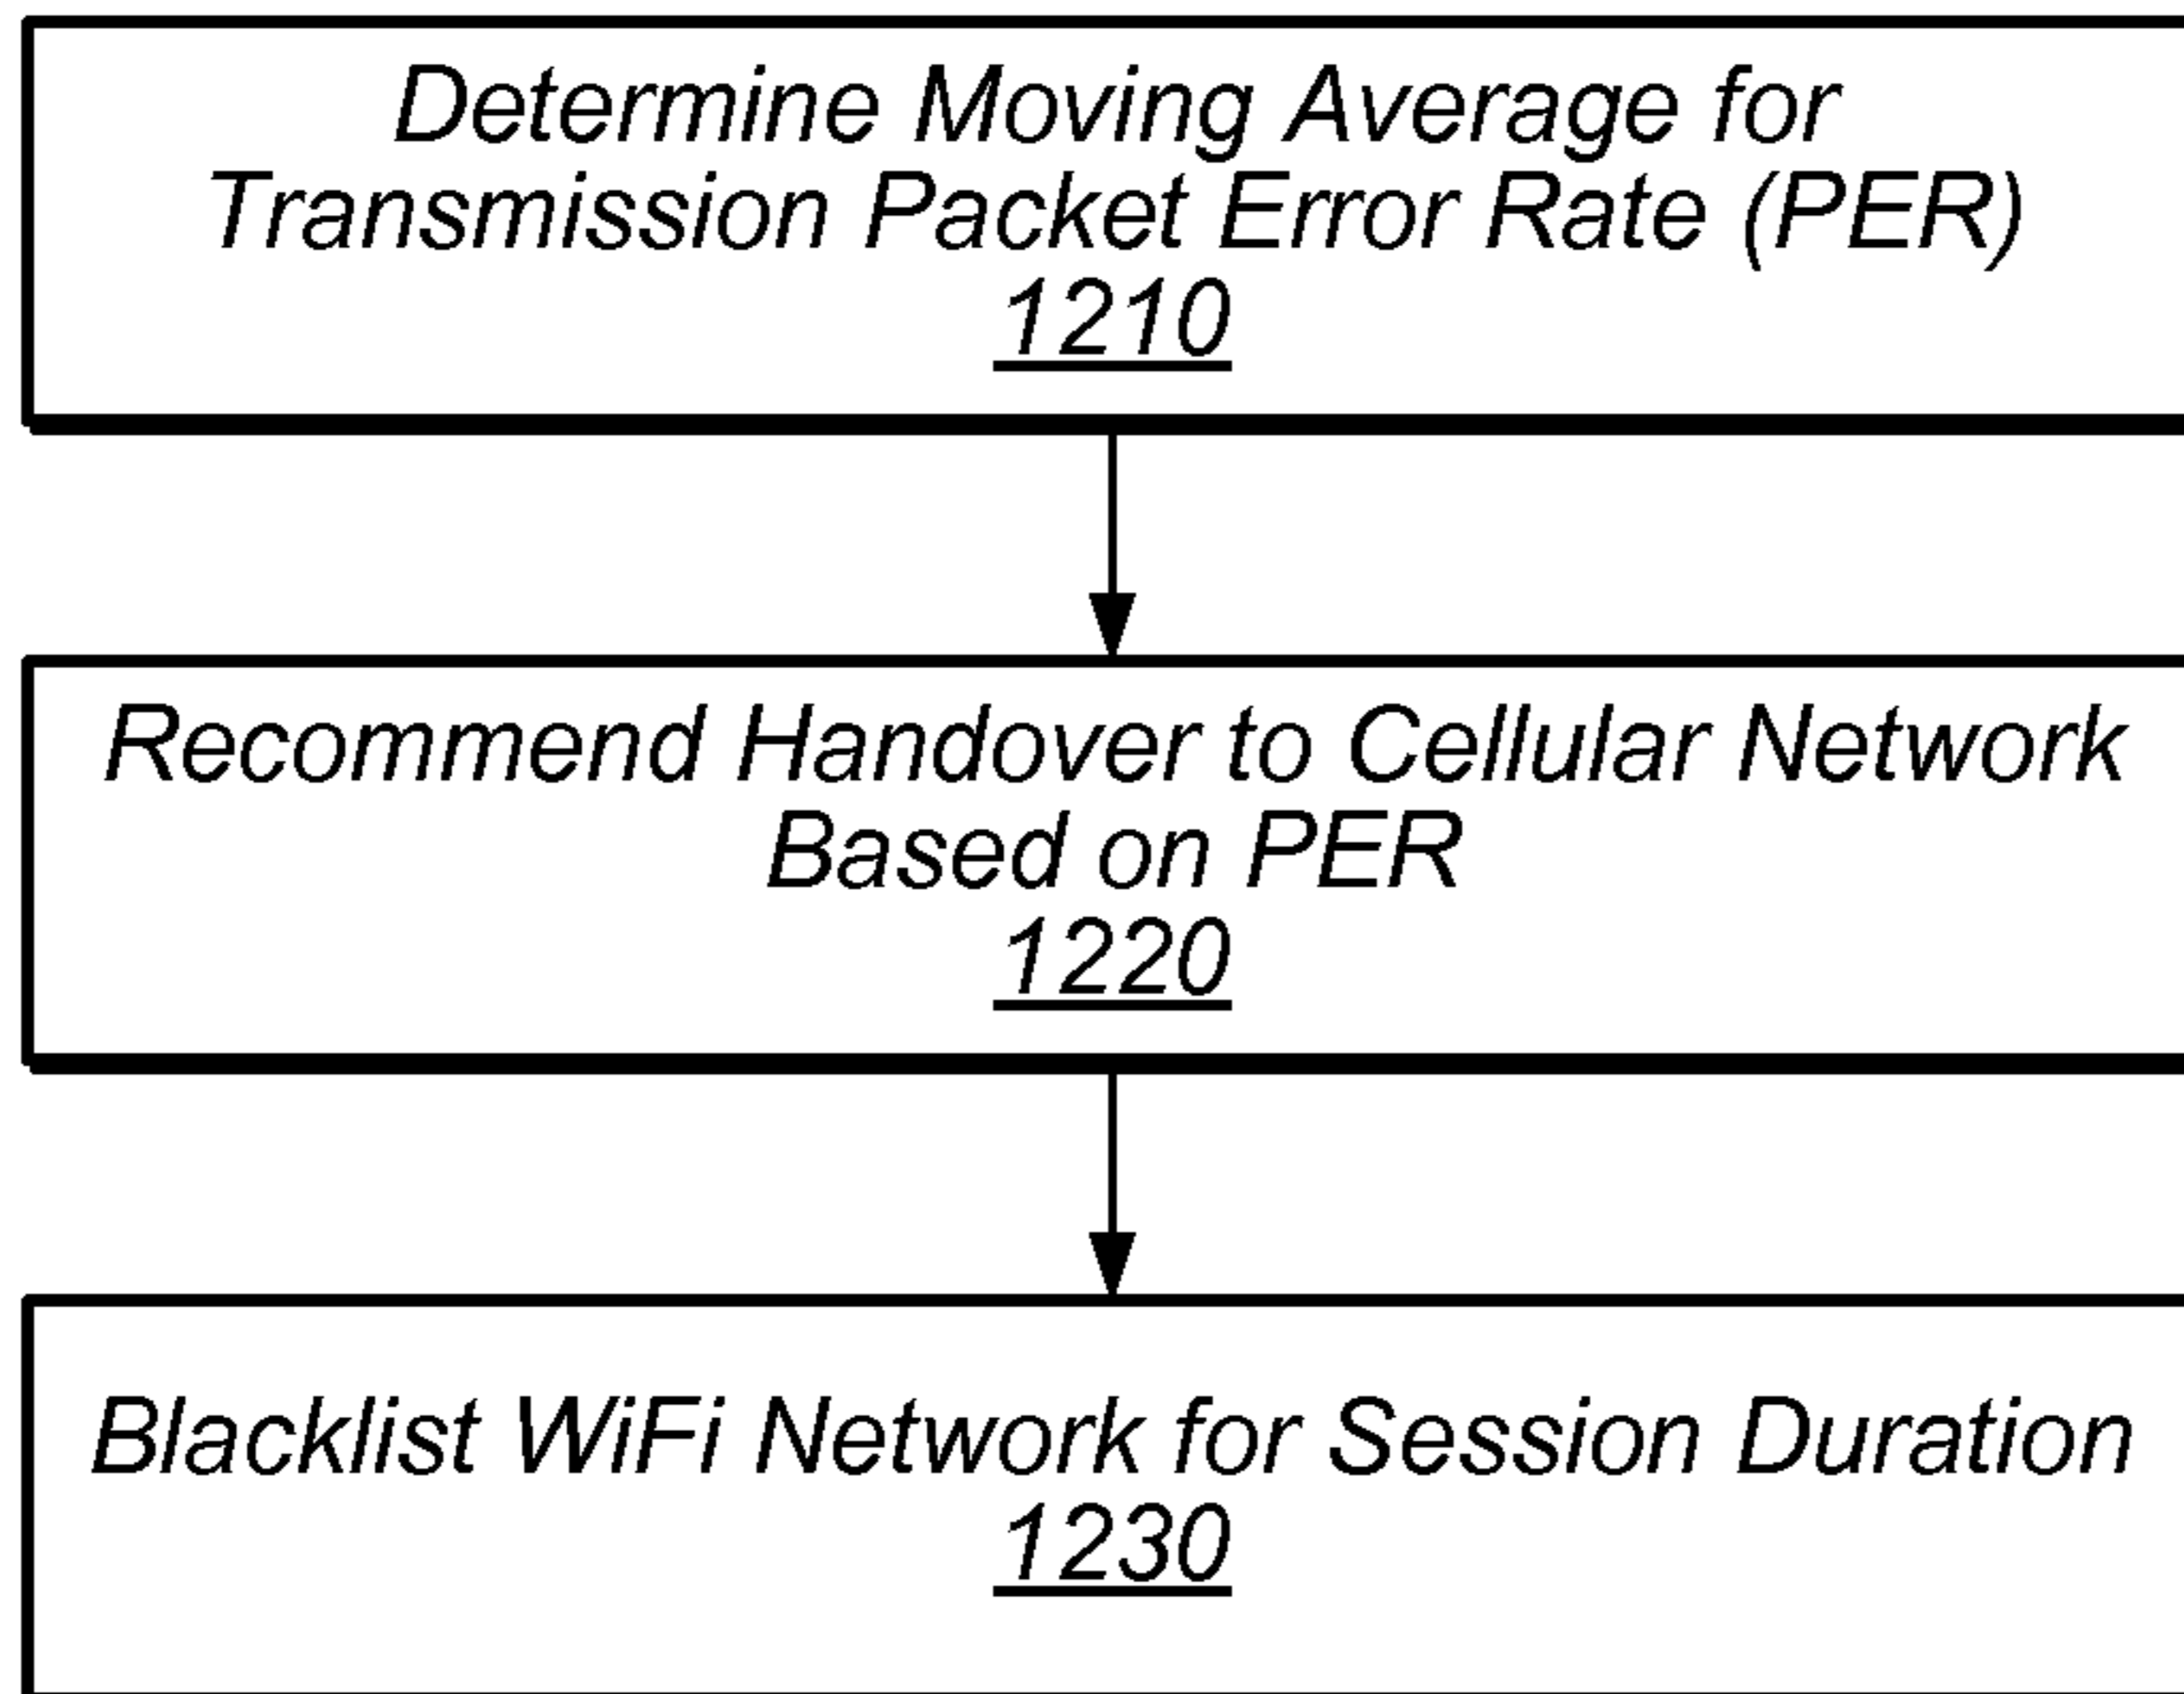 Determine Moving Average for
Transmission Packet Error Rate (PER)
1210
Recommend Handover to Cellular Network
Based on PER
1220
Blacklist WiFi Network for Session Duration
1230